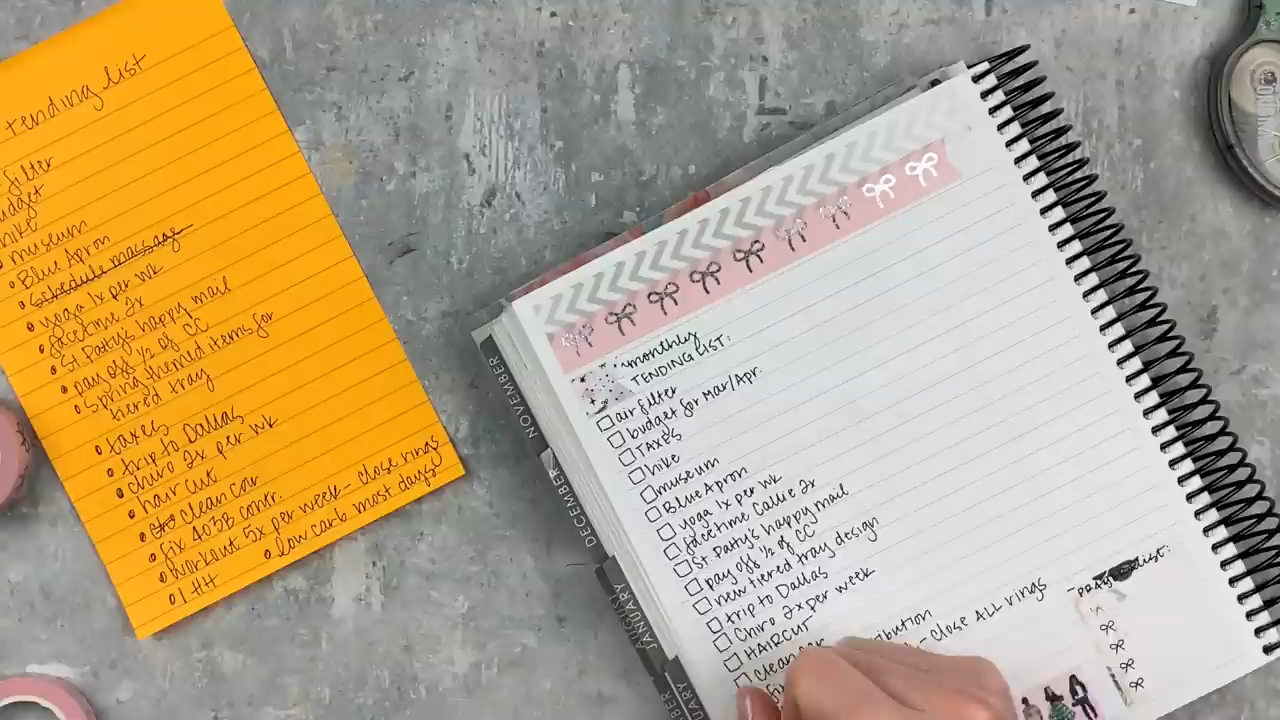 tending list
filter
budget
hike
• museum
• Blue Apron
• Schedule massage
• yoga 1x per wk
• facetime 2x
• St Patty's happy mail
• pay off 1/2 of CC
• Spring themed items for
tiered tray
• taxes
• trip to Dallas
• chiro 2x per wk
• hair cut
• Clean Car
• fix 403B contr.
• workout 5x per week - close rings
• 1 HH
• low carb most days
monthly
TENDING LIST:
air filter
budget for Mar/Apr.
TAXES
hike
museum
Blue Apron
yoga 1x per wk
facetime Callie 2x
St Patty's happy mail
pay off 1/2 of CC
new tiered tray design
trip to Dallas
Chiro 2x per week
HAIRCUT
Clean car
ribution
- close ALL rings
list:
NOVEMBER
DECEMBER
JANUARY
AUGUST